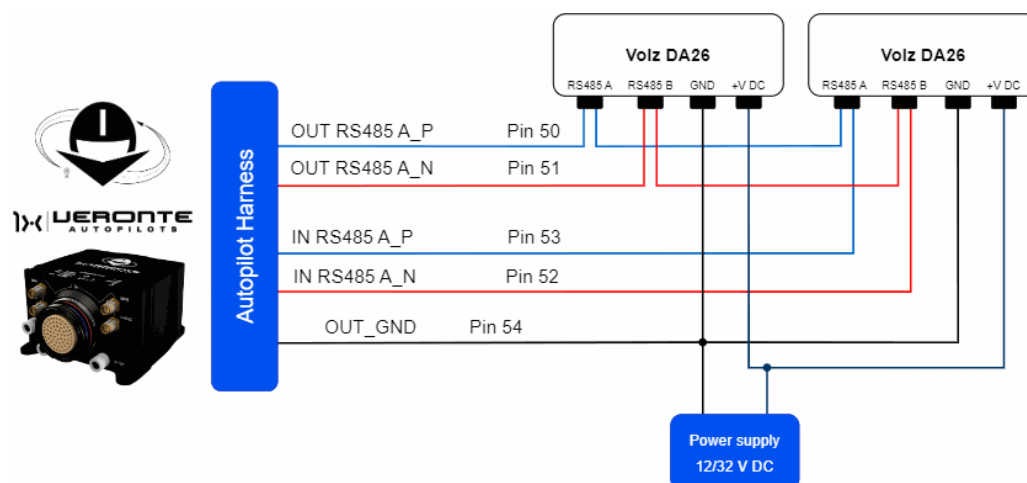 Volz DA26
RS485 A RS485 B GND +V DC
Volz DA26
RS485 A RS485 B GND +V DC
Autopilot Harness
OUT RS485 A_P Pin 50
OUT RS485 A_N Pin 51
IN RS485 A_P Pin 53
IN RS485 A_N Pin 52
OUT_GND Pin 54
VERONTE
AUTOPILOTS
Power supply
12/32 V DC